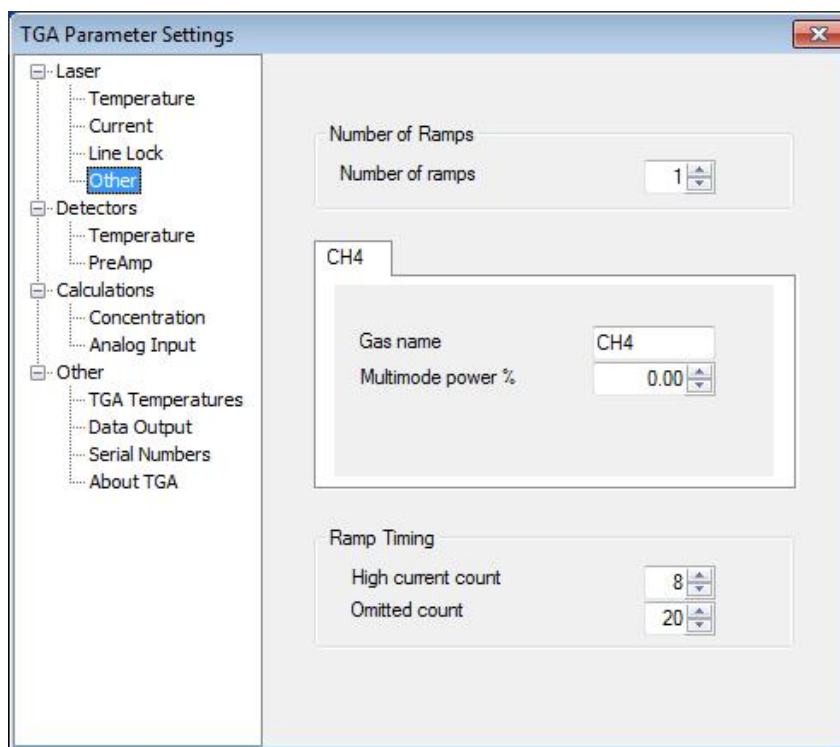 TGA Parameter Settings
Laser
Temperature
Current
Line Lock
Other
Detectors
Temperature
PreAmp
Calculations
Concentration
Analog Input
Other
TGA Temperatures
Data Output
Serial Numbers
About TGA
Number of Ramps
Number of ramps 1
CH4
Gas name CH4
Multimode power % 0.00
Ramp Timing
High current count 8
Omitted count 20